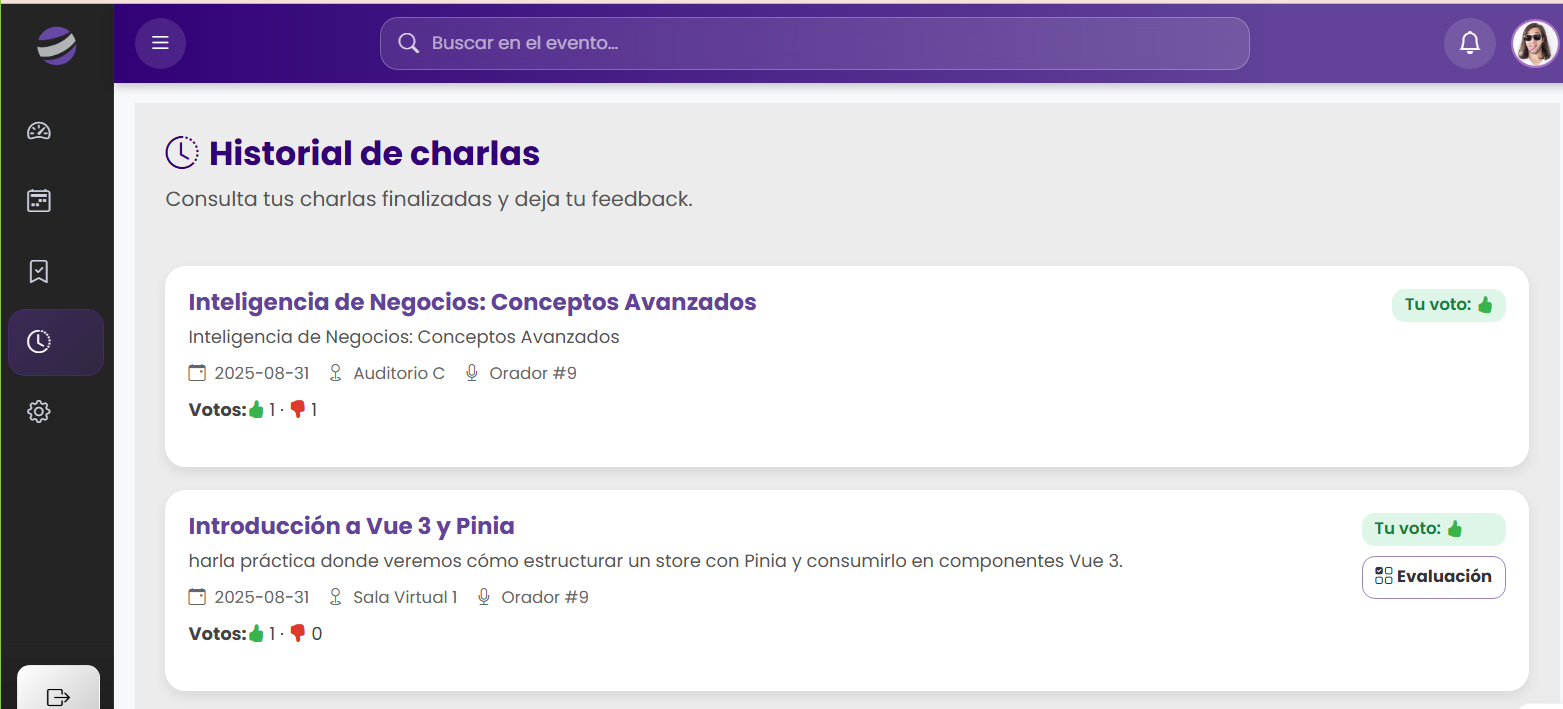 Buscar en el evento...
Historial de charlas
Consulta tus charlas finalizadas y deja tu feedback.
Inteligencia de Negocios: Conceptos Avanzados
Tu voto:
Inteligencia de Negocios: Conceptos Avanzados
2025-08-31 Auditorio C Orador #9
Votos: 1 · 1
Introducción a Vue 3 y Pinia
Tu voto:
harla práctica donde veremos cómo estructurar un store con Pinia y consumirlo en componentes Vue 3.
Evaluación
2025-08-31 Sala Virtual 1 Orador #9
Votos: 1 · 0